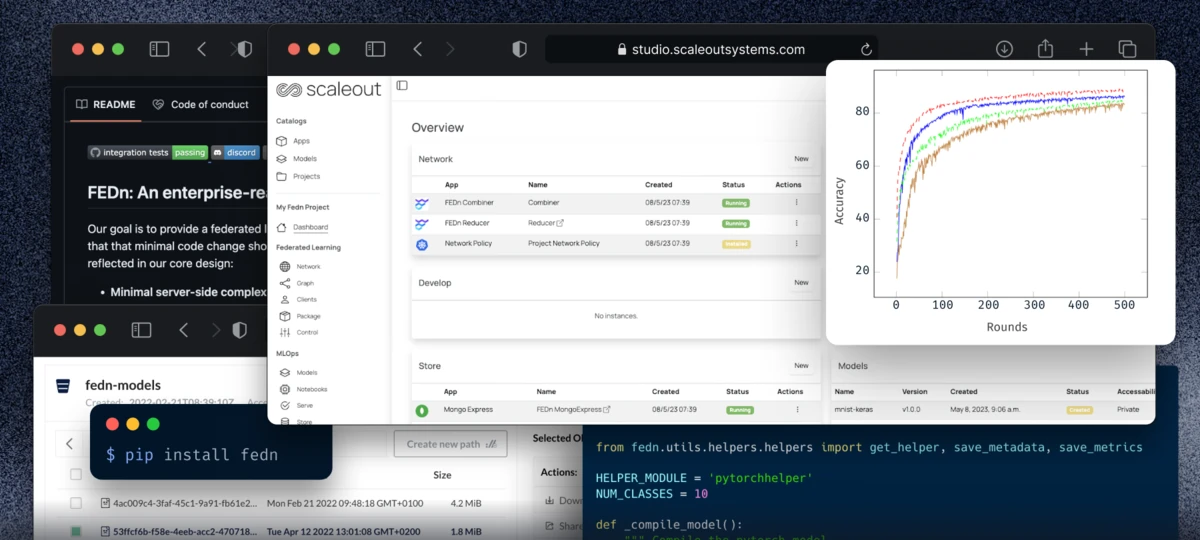 studio.scaleoutsystems.com
README
Code of conduct
integration tests passing discord
FEDn: An enterprise-rea
Our goal is to provide a federated l
that that minimal code change sho
reflected in our core design:
• Minimal server-side complex
scaleout
Catalogs
Apps
Models
Projects
My Fedn Project
Dashboard
Federated Learning
Network
Graph
Clients
Package
Control
MLOps
Models
Notebooks
Serve
Store
Overview
Network New
App Name Created Status Actions
FEDn Combiner Combiner 08/5/23 07:39 Running
FEDn Reducer Reducer 08/5/23 07:39 Running
Network Policy Project Network Policy 08/5/23 07:39 Installed
Develop New
No instances.
Store New
App Name Created Status Actions
Mongo Express FEDn MongoExpress 08/5/23 07:39 Running
Models
Name Version Created Status Accessabili
mnist-keras v1.0.0 May 8, 2023, 9:06 a.m. Created Private
Accuracy
80
60
40
20
0 100 200 300 400 500
Rounds
fedn-models
Created: 2022-02-21T08:39:10Z Acce
$ pip install fedn
Create new path
Size
4ac009c4-3faf-45c1-9a91-fb61e2... Mon Feb 21 2022 09:48:18 GMT+0100 4.2 MiB
53ffcf6b-f58e-4eeb-acc2-470718... Tue Apr 12 2022 13:01:08 GMT+0200 1.8 MiB
Selected Ob
Actions:
Dow
Share
from fedn.utils.helpers.helpers import get_helper, save_metadata, save_metrics
HELPER_MODULE = 'pytorchhelper'
NUM_CLASSES = 10
def _compile_model():
""" Compile the pytorch model